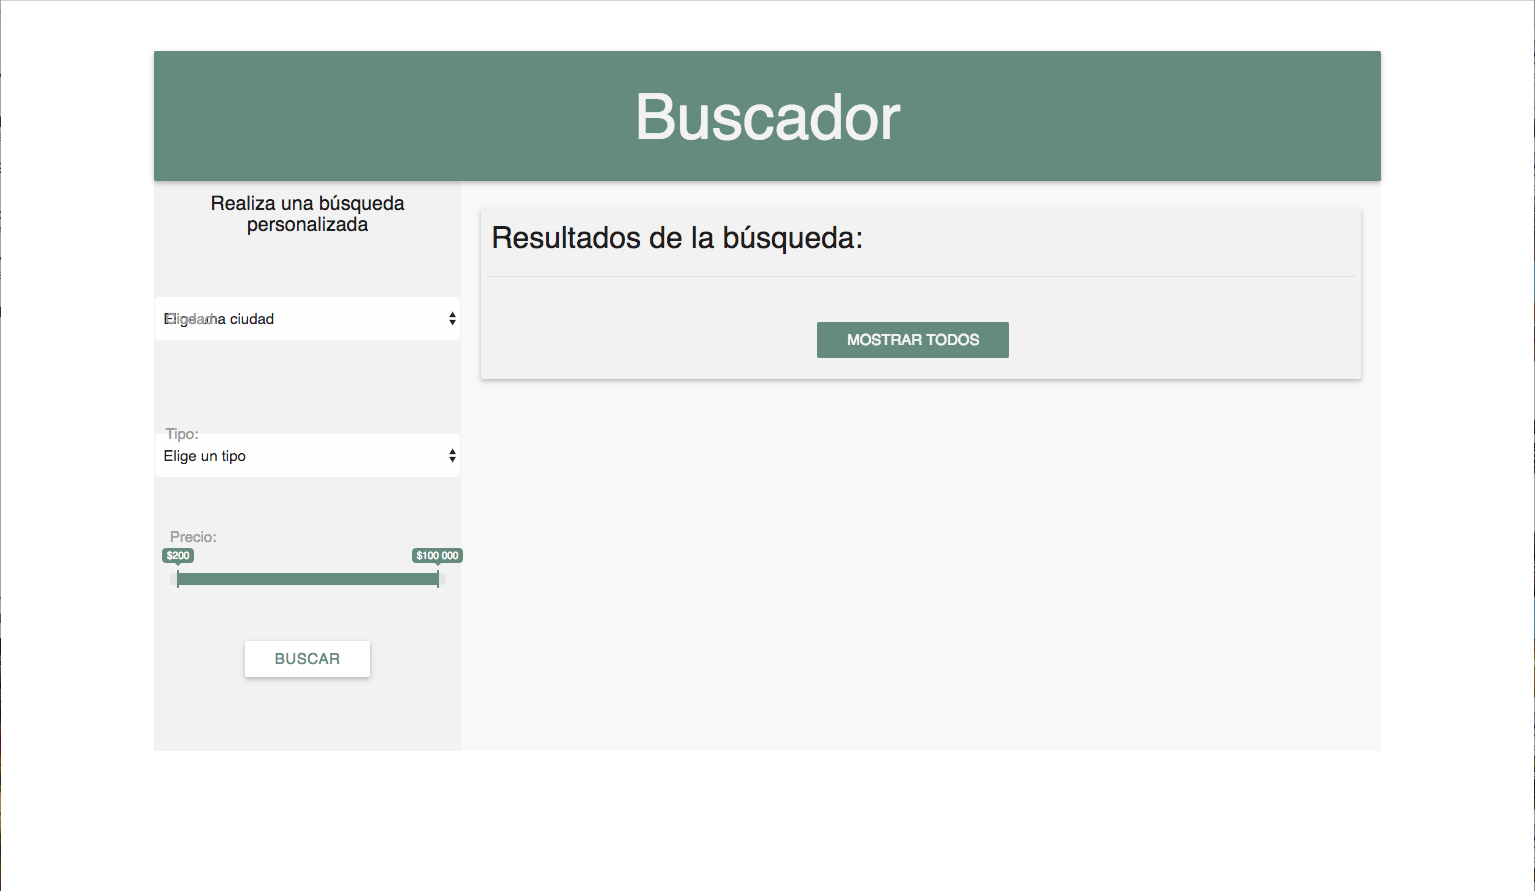 Buscador
Realiza una búsqueda
personalizada
Resultados de la búsqueda:
Ciudad:
Elige una ciudad
MOSTRAR TODOS
Tipo:
Elige un tipo
Precio:
$200 $100 000
BUSCAR